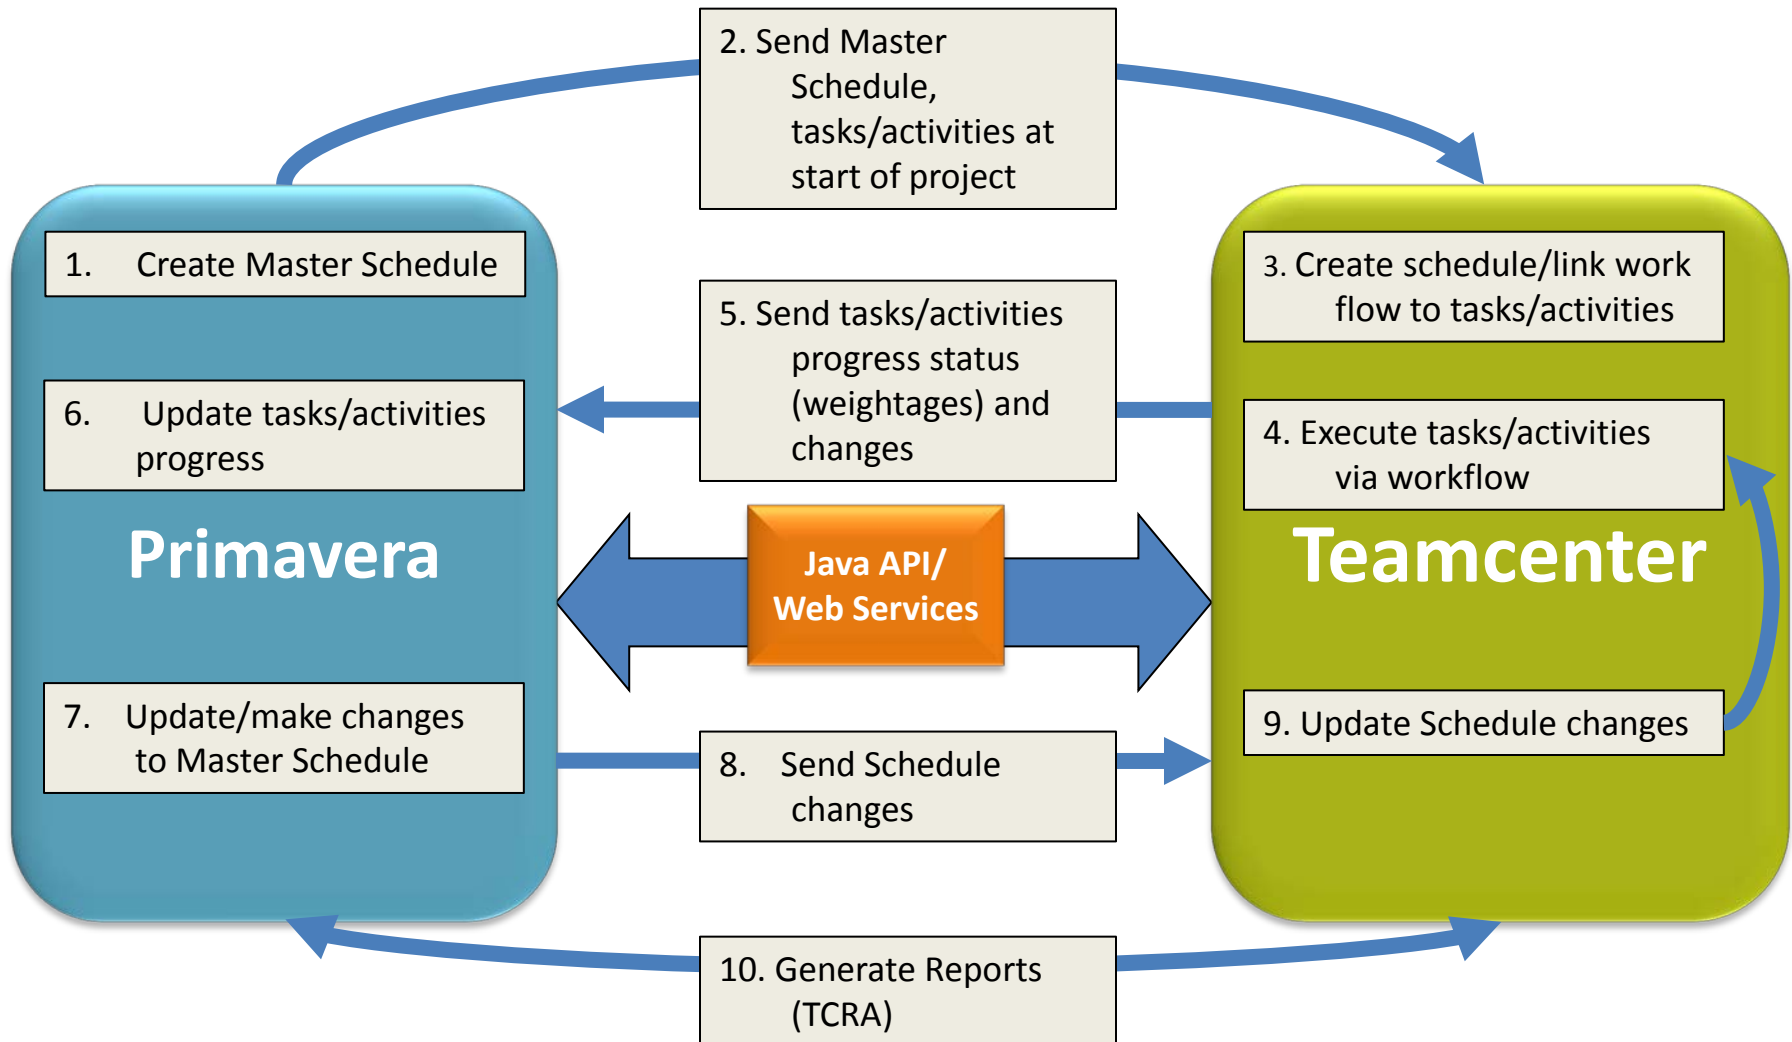 2. Send Master
Schedule,
tasks/activities at
start of project
1. Create Master Schedule
3. Create schedule/link work
flow to tasks/activities
5. Send tasks/activities
progress status
(weightages) and
changes
6. Update tasks/activities
progress
4. Execute tasks/activities
via workflow
Primavera
Java API/
Web Services
Teamcenter
7. Update/make changes
to Master Schedule
8. Send Schedule
changes
9. Update Schedule changes
10. Generate Reports
(TCRA)